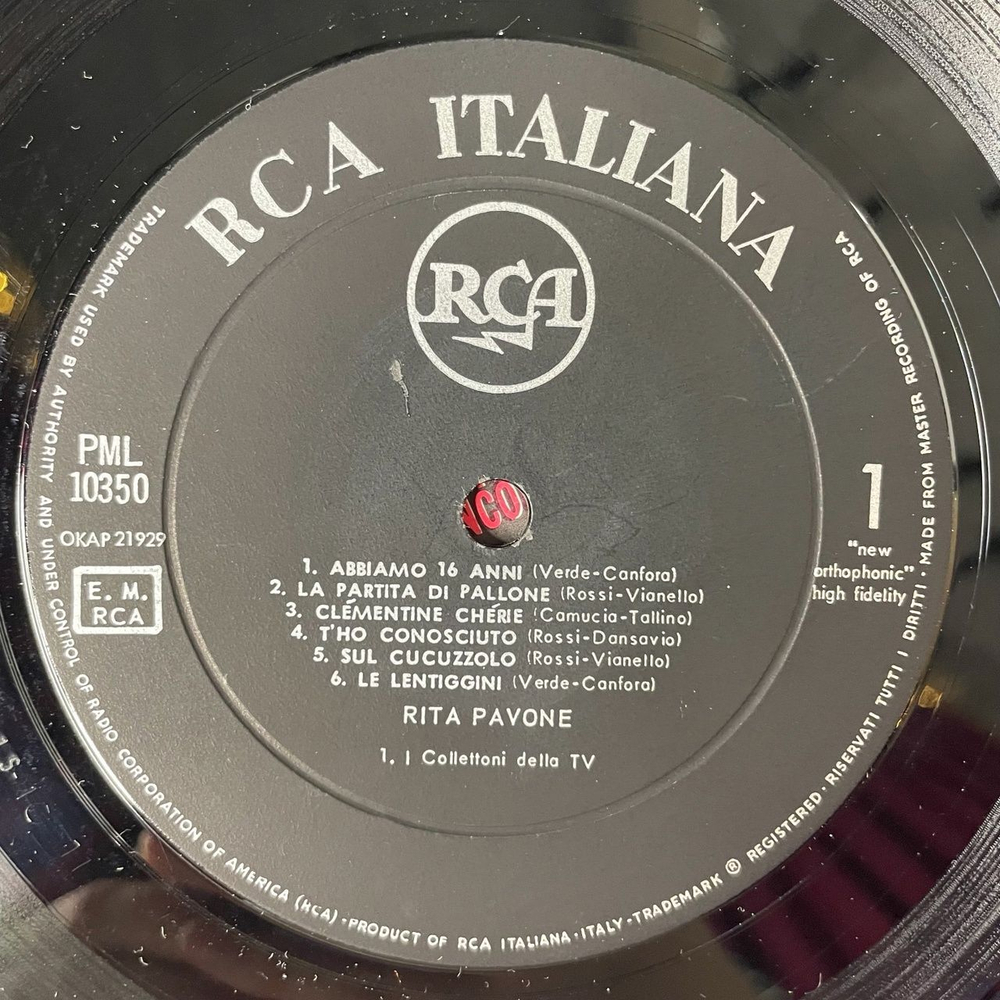 RCA ITALIANA
RCA
TRADEMARK USED BY AUTHORITY AND UNDER CONTROL OF RADIO CORPORATION OF AMERICA (RCA) · PRODUCT OF RCA ITALIANA · ITALY · TRADEMARK ® REGISTERED · RISERVATI TUTTI I DIRITTI · MADE FROM MASTER RECORDING OF RCA
PML
10350
OKAP 21929
E. M.
RCA
1
"new
orthophonic"
high fidelity
1. ABBIAMO 16 ANNI (Verde-Canfora)
2. LA PARTITA DI PALLONE (Rossi-Vianello)
3. CLÉMENTINE CHÉRIE (Camucia-Tallino)
4. T'HO CONOSCIUTO (Rossi-Dansavio)
5. SUL CUCUZZOLO (Rossi-Vianello)
6. LE LENTIGGINI (Verde-Canfora)
RITA PAVONE
1. I Collettoni della TV